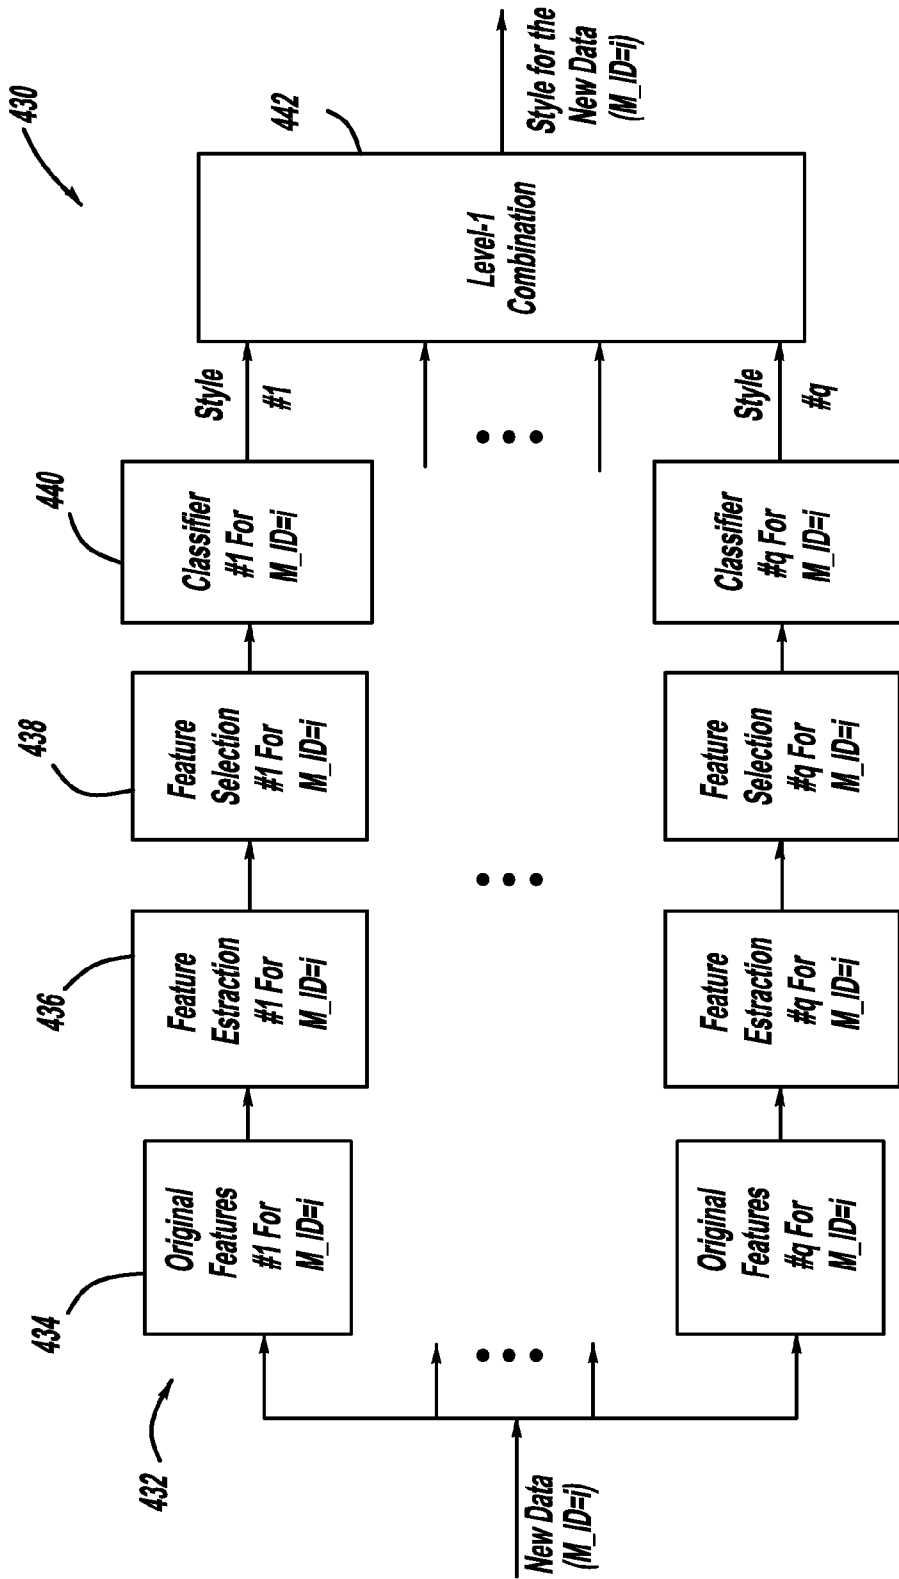 430
432
New Data
(M_ID=i)
434
Original
Features
#1 For
M_ID=i
436
Feature
Estraction
#1 For
M_ID=i
438
Feature
Selection
#1 For
M_ID=i
440
Classifier
#1 For
M_ID=i
Style
#1
442
Level-1
Combination
Style for the
New Data
(M_ID=i)
Original
Features
#q For
M_ID=i
Feature
Estraction
#q For
M_ID=i
Feature
Selection
#q For
M_ID=i
Classifier
#q For
M_ID=i
Style
#q